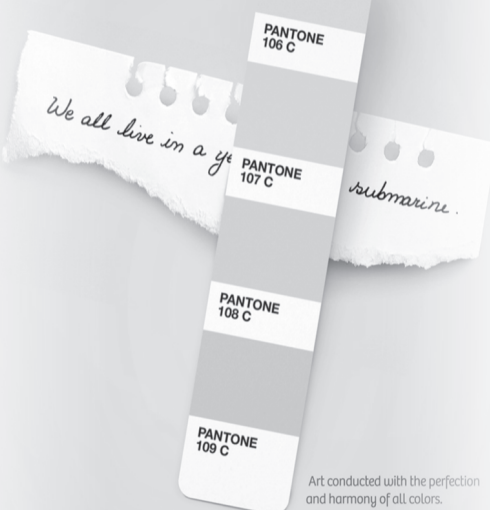 PANTONE
106 C
We all live in a ye
submarine.
PANTONE
107 C
PANTONE
108 C
PANTONE
109 C
Art conducted with the perfection
and harmony of all colors.